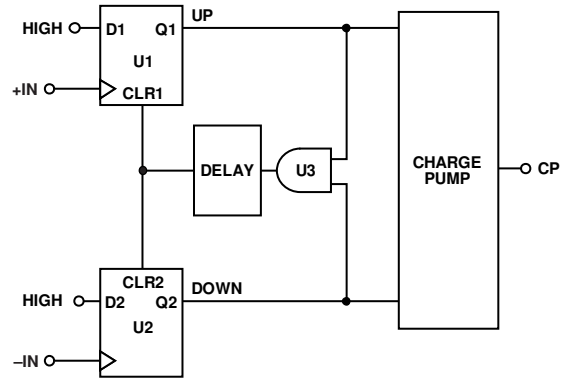 UP
HIGH D1 Q1
U1
+IN
CLR1
DELAY U3 CHARGE
PUMP CP
CLR2
DOWN
HIGH D2 Q2
U2
–IN